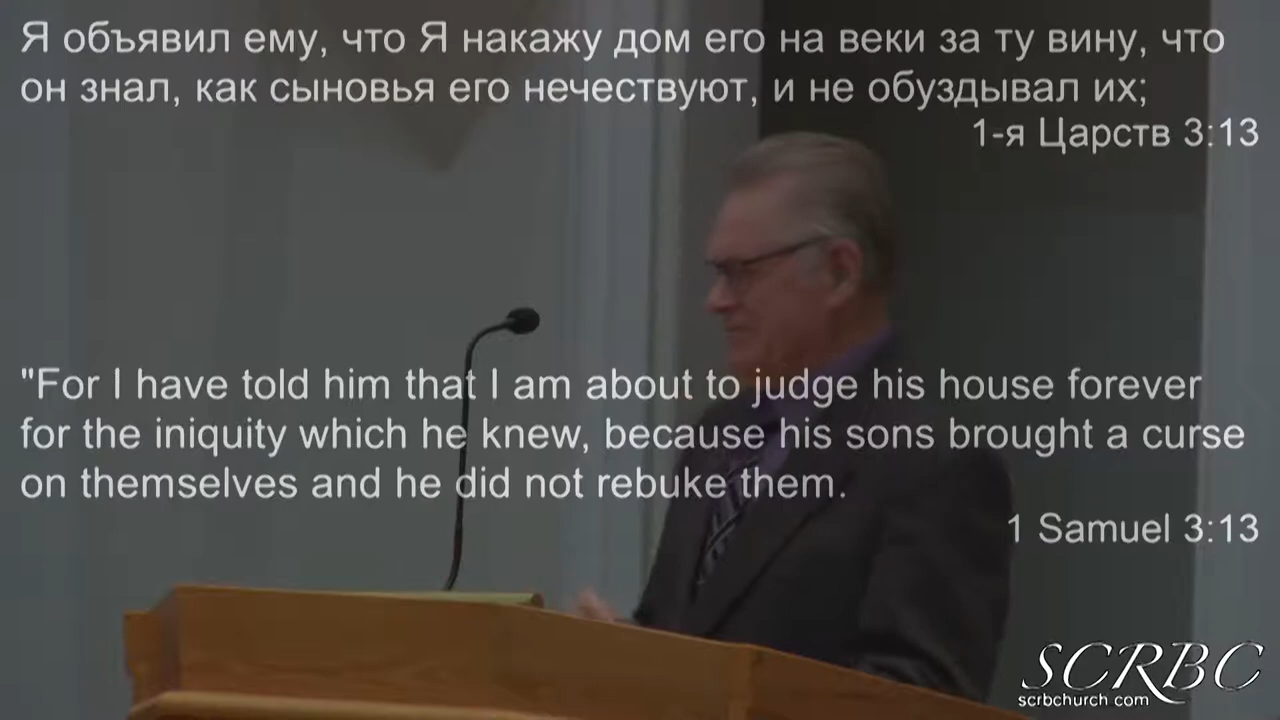 Я объявил ему, что Я накажу дом его на веки за ту вину, что
он знал, как сыновья его нечествуют, и не обуздывал их;
1-я Царств 3:13
"For I have told him that I am about to judge his house forever
for the iniquity which he knew, because his sons brought a curse
on themselves and he did not rebuke them.
1 Samuel 3:13
SCRBC
scrbchurch com